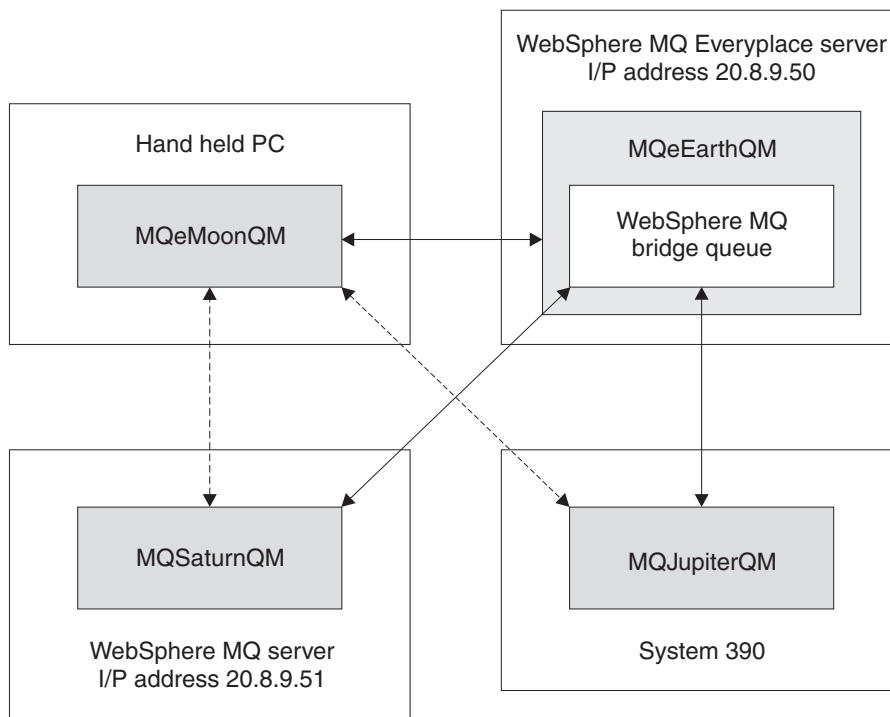 WebSphere MQ Everyplace server
I/P address 20.8.9.50
Hand held PC
MQeEarthQM
MQeMoonQM
WebSphere MQ
bridge queue
MQSaturnQM
MQJupiterQM
WebSphere MQ server
I/P address 20.8.9.51
System 390